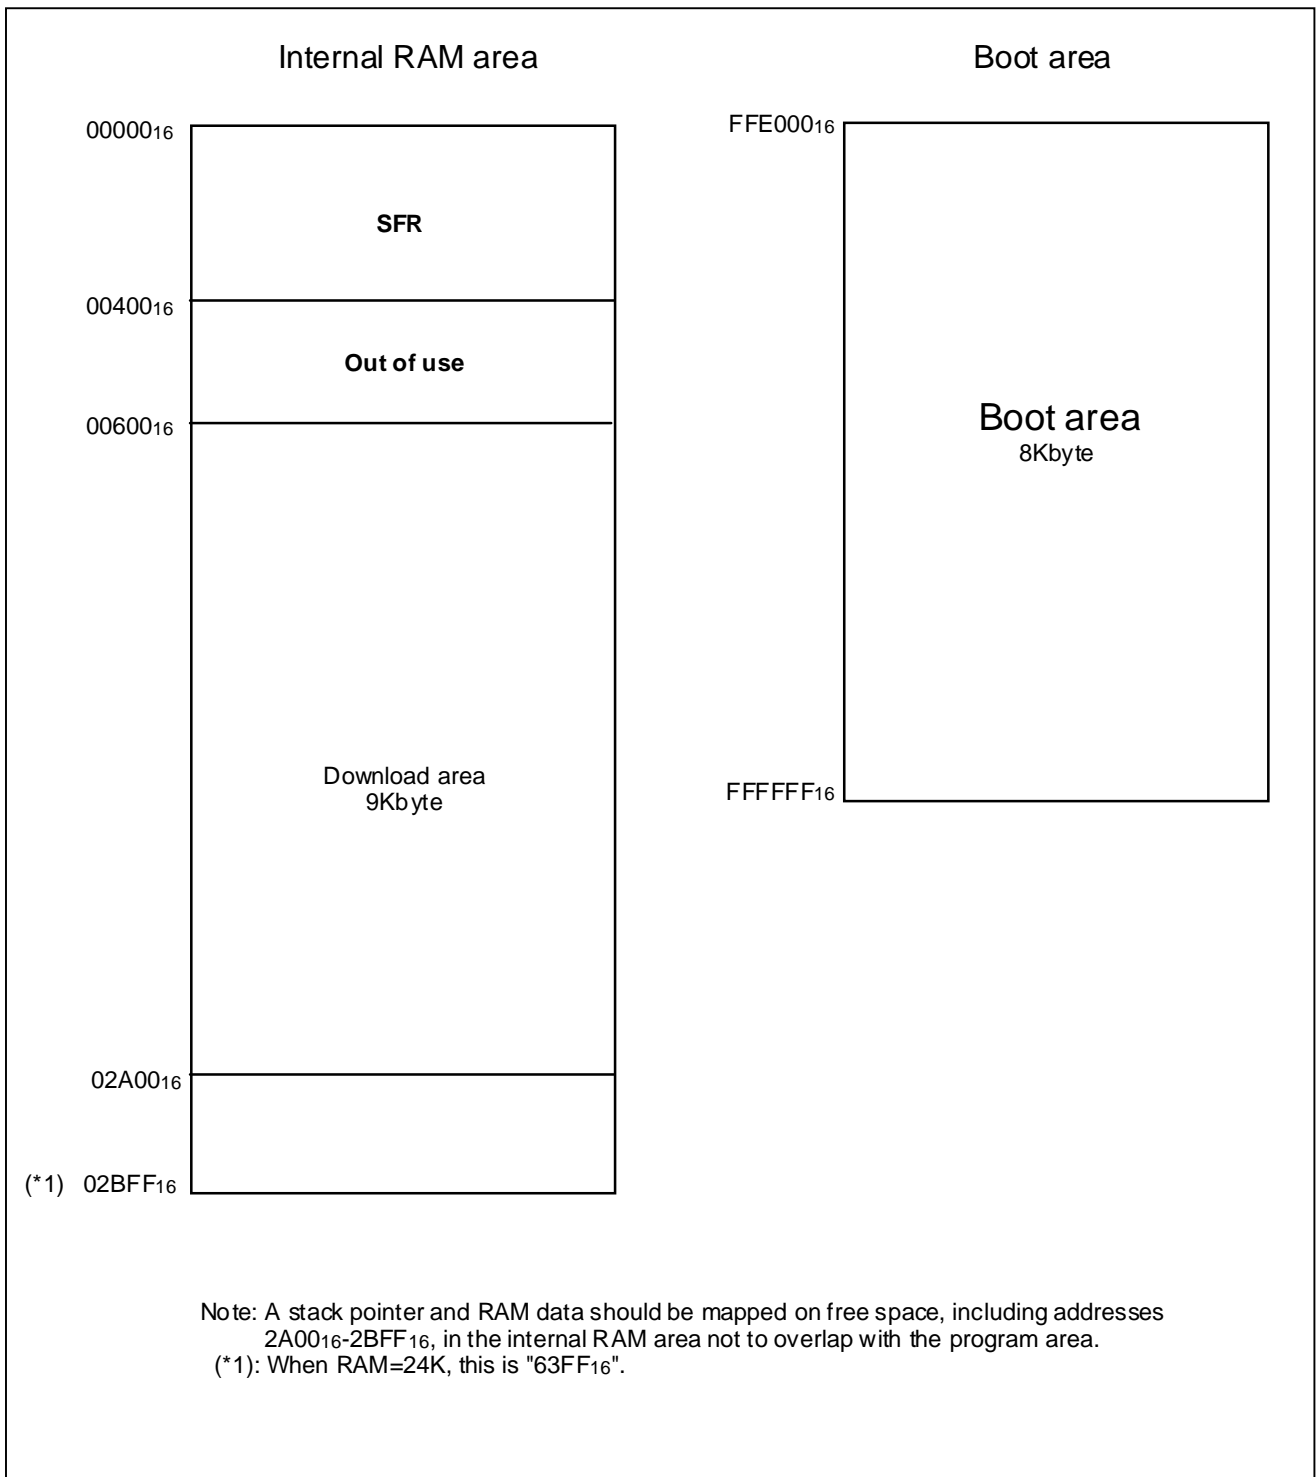 Internal RAM area
00000₁₆
SFR
00400₁₆
Out of use
00600₁₆
Download area
9Kbyte
02A00₁₆
(*1) 02BFF₁₆
Boot area
FFE000₁₆
Boot area
8Kbyte
FFFFFF₁₆
Note: A stack pointer and RAM data should be mapped on free space, including addresses
2A00₁₆-2BFF₁₆, in the internal RAM area not to overlap with the program area.
(*1): When RAM=24K, this is "63FF₁₆".